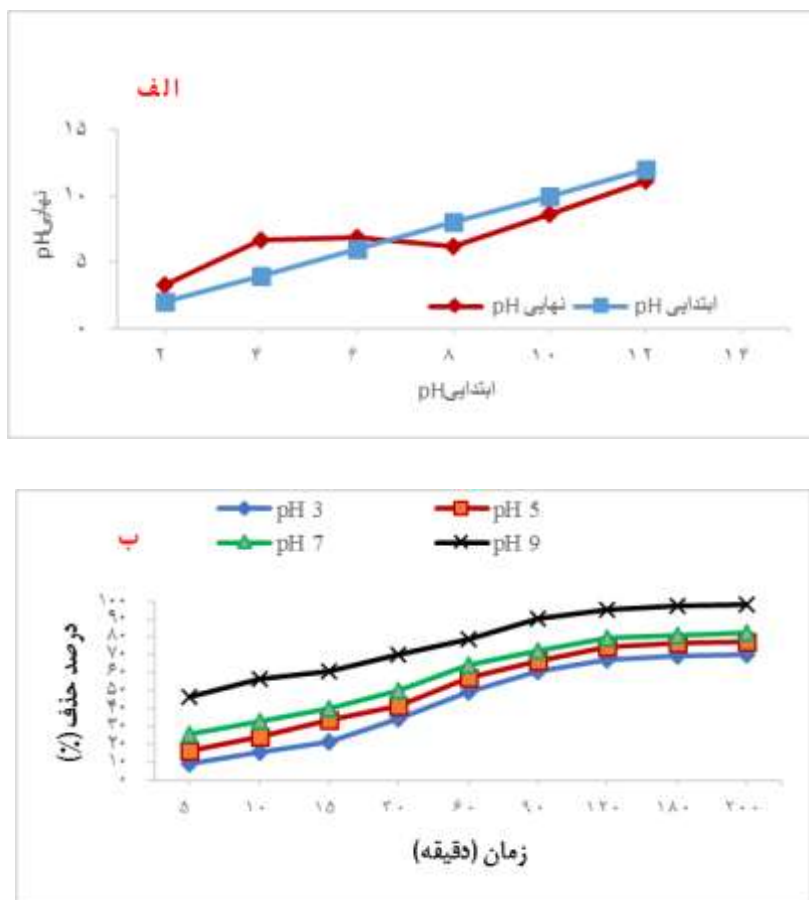 الف
۱۵
۱۰
۵
۰
pHنهایی
نهایی pH
ابتدایی pH
۲ ۴ ۶ ۸ ۱۰ ۱۲ ۱۴
pHابتدایی
pH 3 pH 5
pH 7 pH 9
ب
۱۰۰
۹۰
۸۰
۷۰
۶۰
۵۰
۴۰
۳۰
۲۰
۱۰
۰
درصد حذف (٪)
۵ ۱۰ ۱۵ ۳۰ ۶۰ ۹۰ ۱۲۰ ۱۸۰ ۲۰۰
زمان (دقیقه)